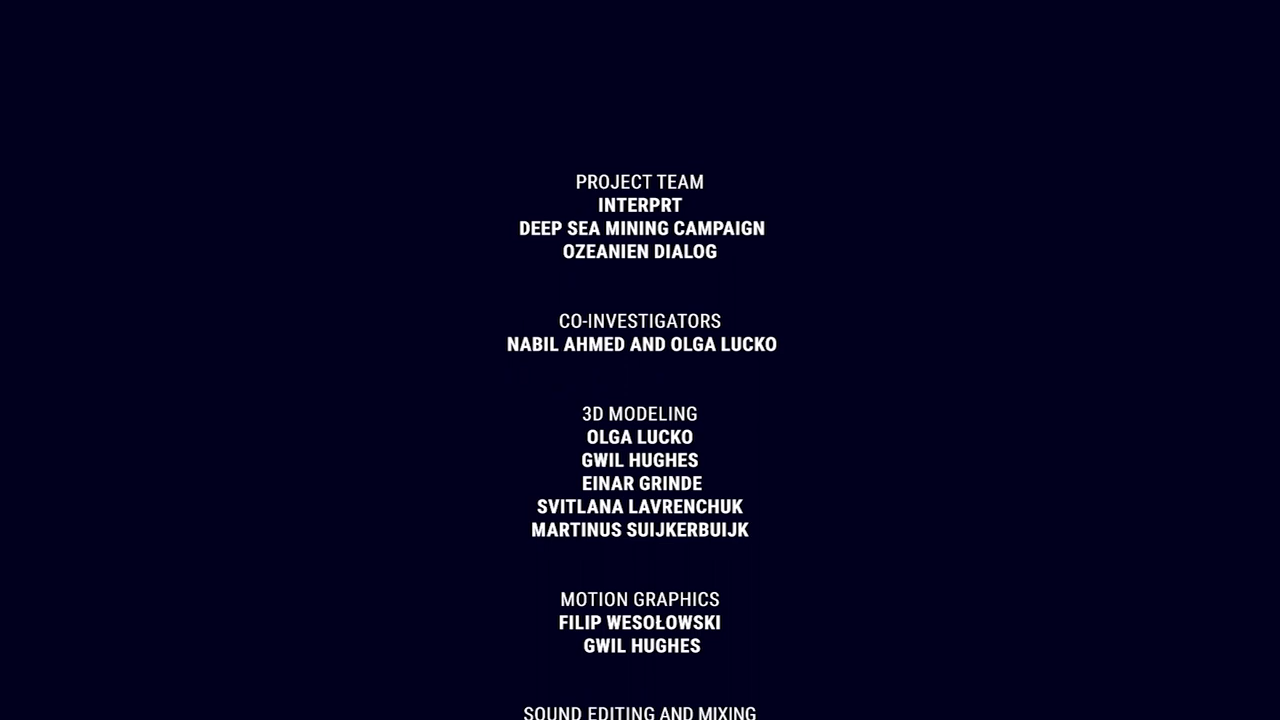 PROJECT TEAM
INTERPRT
DEEP SEA MINING CAMPAIGN
OZEANIEN DIALOG
CO-INVESTIGATORS
NABIL AHMED AND OLGA LUCKO
3D MODELING
OLGA LUCKO
GWIL HUGHES
EINAR GRINDE
SVITLANA LAVRENCHUK
MARTINUS SUIJKERBUIJK
MOTION GRAPHICS
FILIP WESOŁOWSKI
GWIL HUGHES
SOUND EDITING AND MIXING